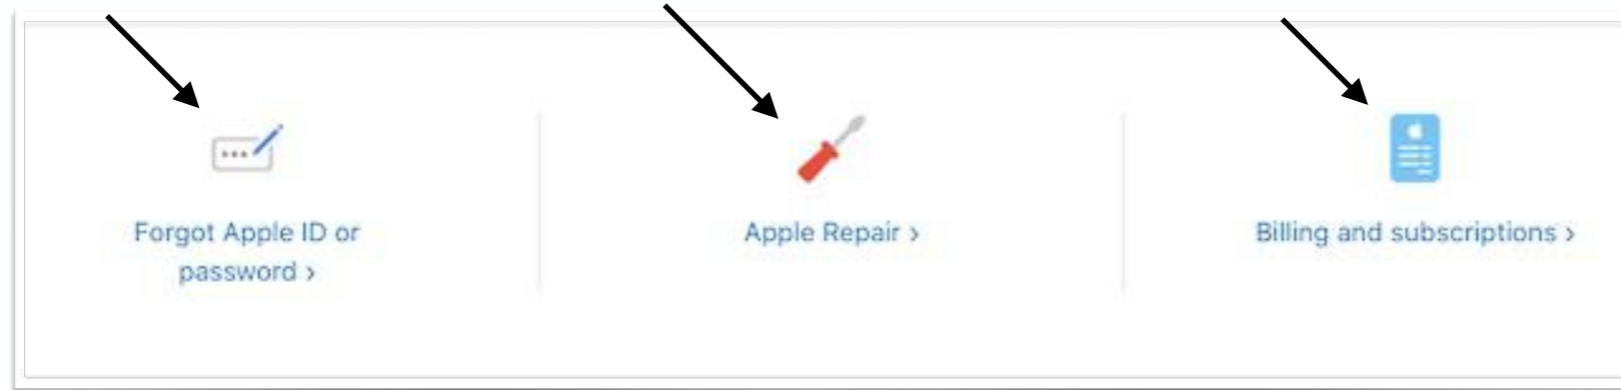 Forgot Apple ID or
password >
Apple Repair >
Billing and subscriptions >